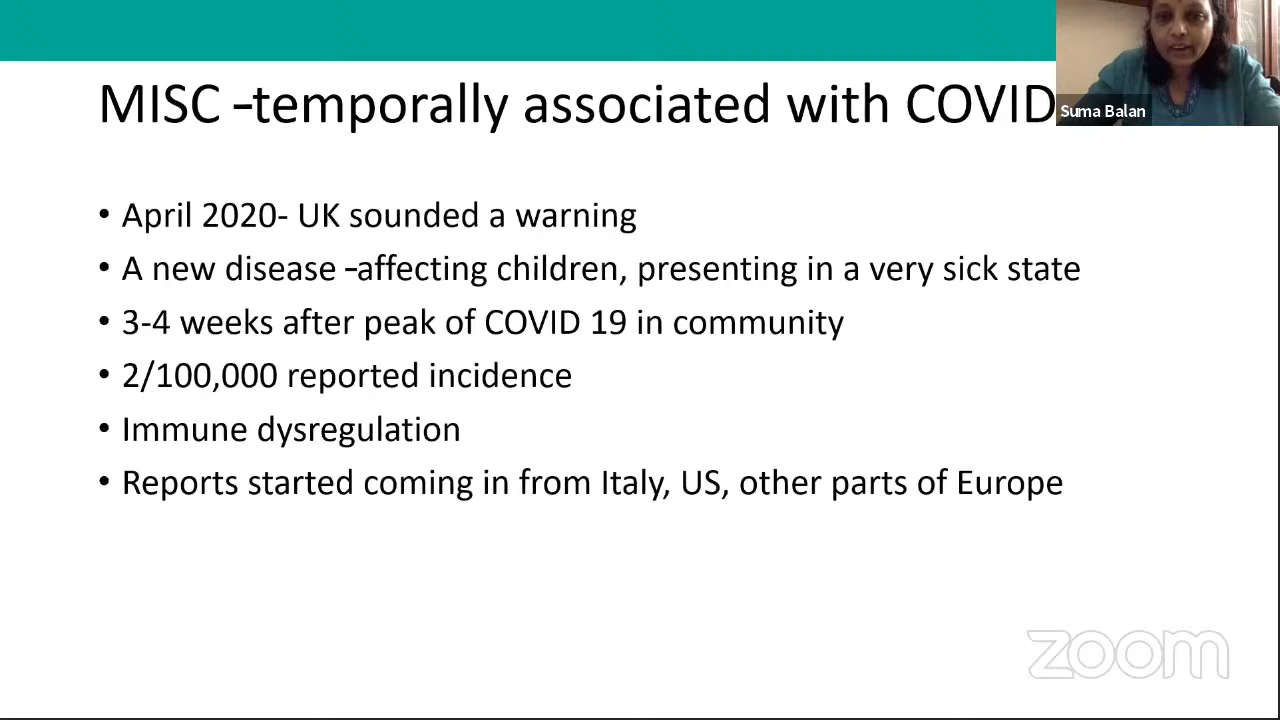 MISC –temporally associated with COVID
Suma Balan
• April 2020- UK sounded a warning
• A new disease –affecting children, presenting in a very sick state
• 3-4 weeks after peak of COVID 19 in community
• 2/100,000 reported incidence
• Immune dysregulation
• Reports started coming in from Italy, US, other parts of Europe
zoom